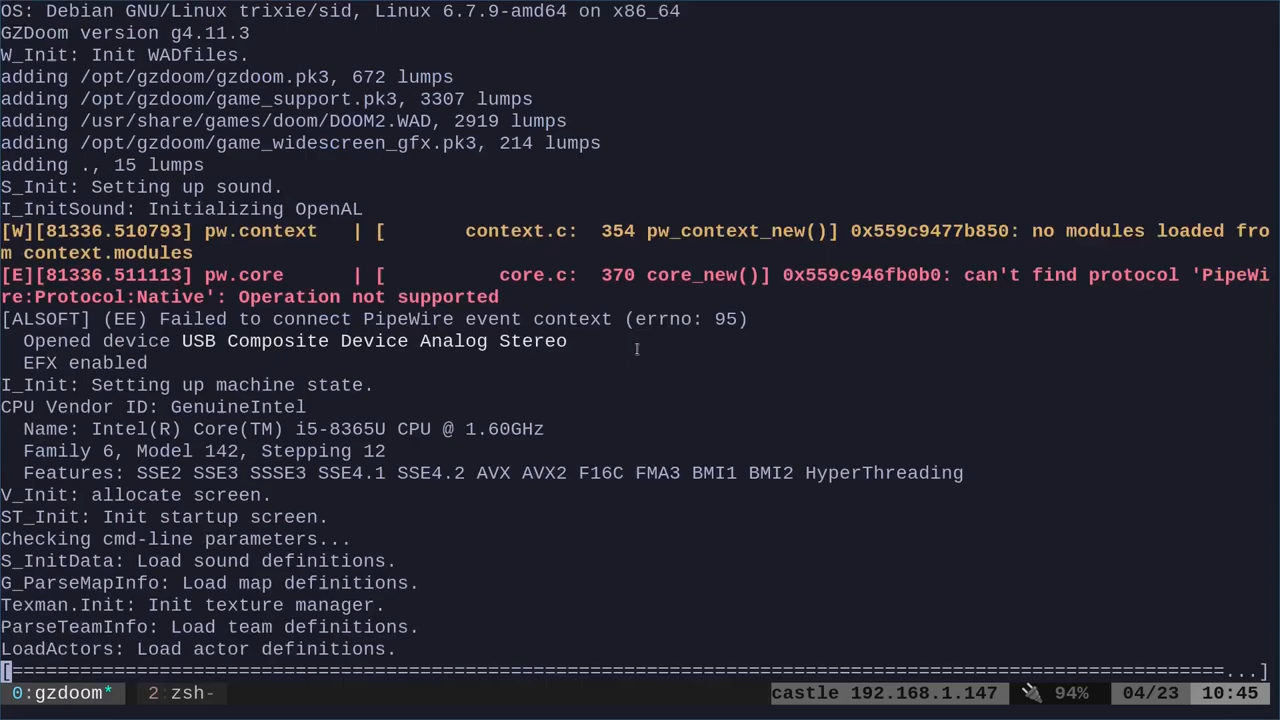 OS: Debian GNU/Linux trixie/sid, Linux 6.7.9-amd64 on x86_64
GZDoom version g4.11.3
W_Init: Init WADfiles.
adding /opt/gzdoom/gzdoom.pk3, 672 lumps
adding /opt/gzdoom/game_support.pk3, 3307 lumps
adding /usr/share/games/doom/DOOM2.WAD, 2919 lumps
adding /opt/gzdoom/game_widescreen_gfx.pk3, 214 lumps
adding ., 15 lumps
S_Init: Setting up sound.
I_InitSound: Initializing OpenAL
[W][81336.510793] pw.context   | [       context.c:  354 pw_context_new()] 0x559c9477b850: no modules loaded fro
m context.modules
[E][81336.511113] pw.core      | [          core.c:  370 core_new()] 0x559c946fb0b0: can't find protocol 'PipeWi
re:Protocol:Native': Operation not supported
[ALSOFT] (EE) Failed to connect PipeWire event context (errno: 95)
  Opened device USB Composite Device Analog Stereo
  EFX enabled
I_Init: Setting up machine state.
CPU Vendor ID: GenuineIntel
  Name: Intel(R) Core(TM) i5-8365U CPU @ 1.60GHz
  Family 6, Model 142, Stepping 12
  Features: SSE2 SSE3 SSSE3 SSE4.1 SSE4.2 AVX AVX2 F16C FMA3 BMI1 BMI2 HyperThreading
V_Init: allocate screen.
ST_Init: Init startup screen.
Checking cmd-line parameters...
S_InitData: Load sound definitions.
G_ParseMapInfo: Load map definitions.
Texman.Init: Init texture manager.
ParseTeamInfo: Load team definitions.
LoadActors: Load actor definitions.
[===========================================================================================================...]
0:gzdoom* 2:zsh- castle 192.168.1.147 🔌 94% 04/23 10:45